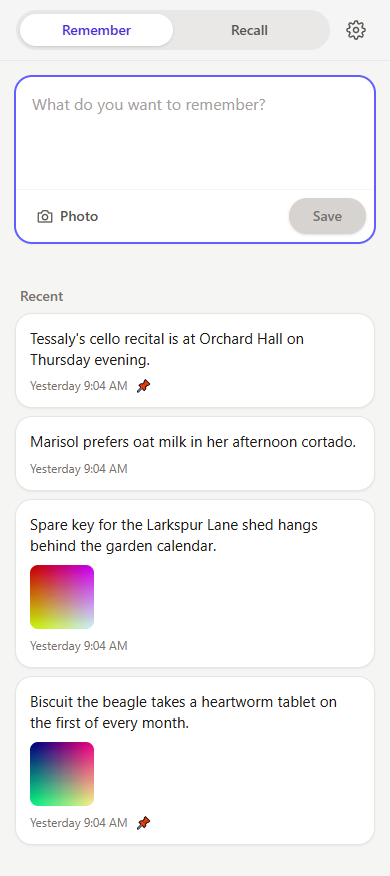 Remember
Recall
What do you want to remember?
Photo
Save
Recent
Tessaly's cello recital is at Orchard Hall on
Thursday evening.
Yesterday 9:04 AM
Marisol prefers oat milk in her afternoon cortado.
Yesterday 9:04 AM
Spare key for the Larkspur Lane shed hangs
behind the garden calendar.
Yesterday 9:04 AM
Biscuit the beagle takes a heartworm tablet on
the first of every month.
Yesterday 9:04 AM